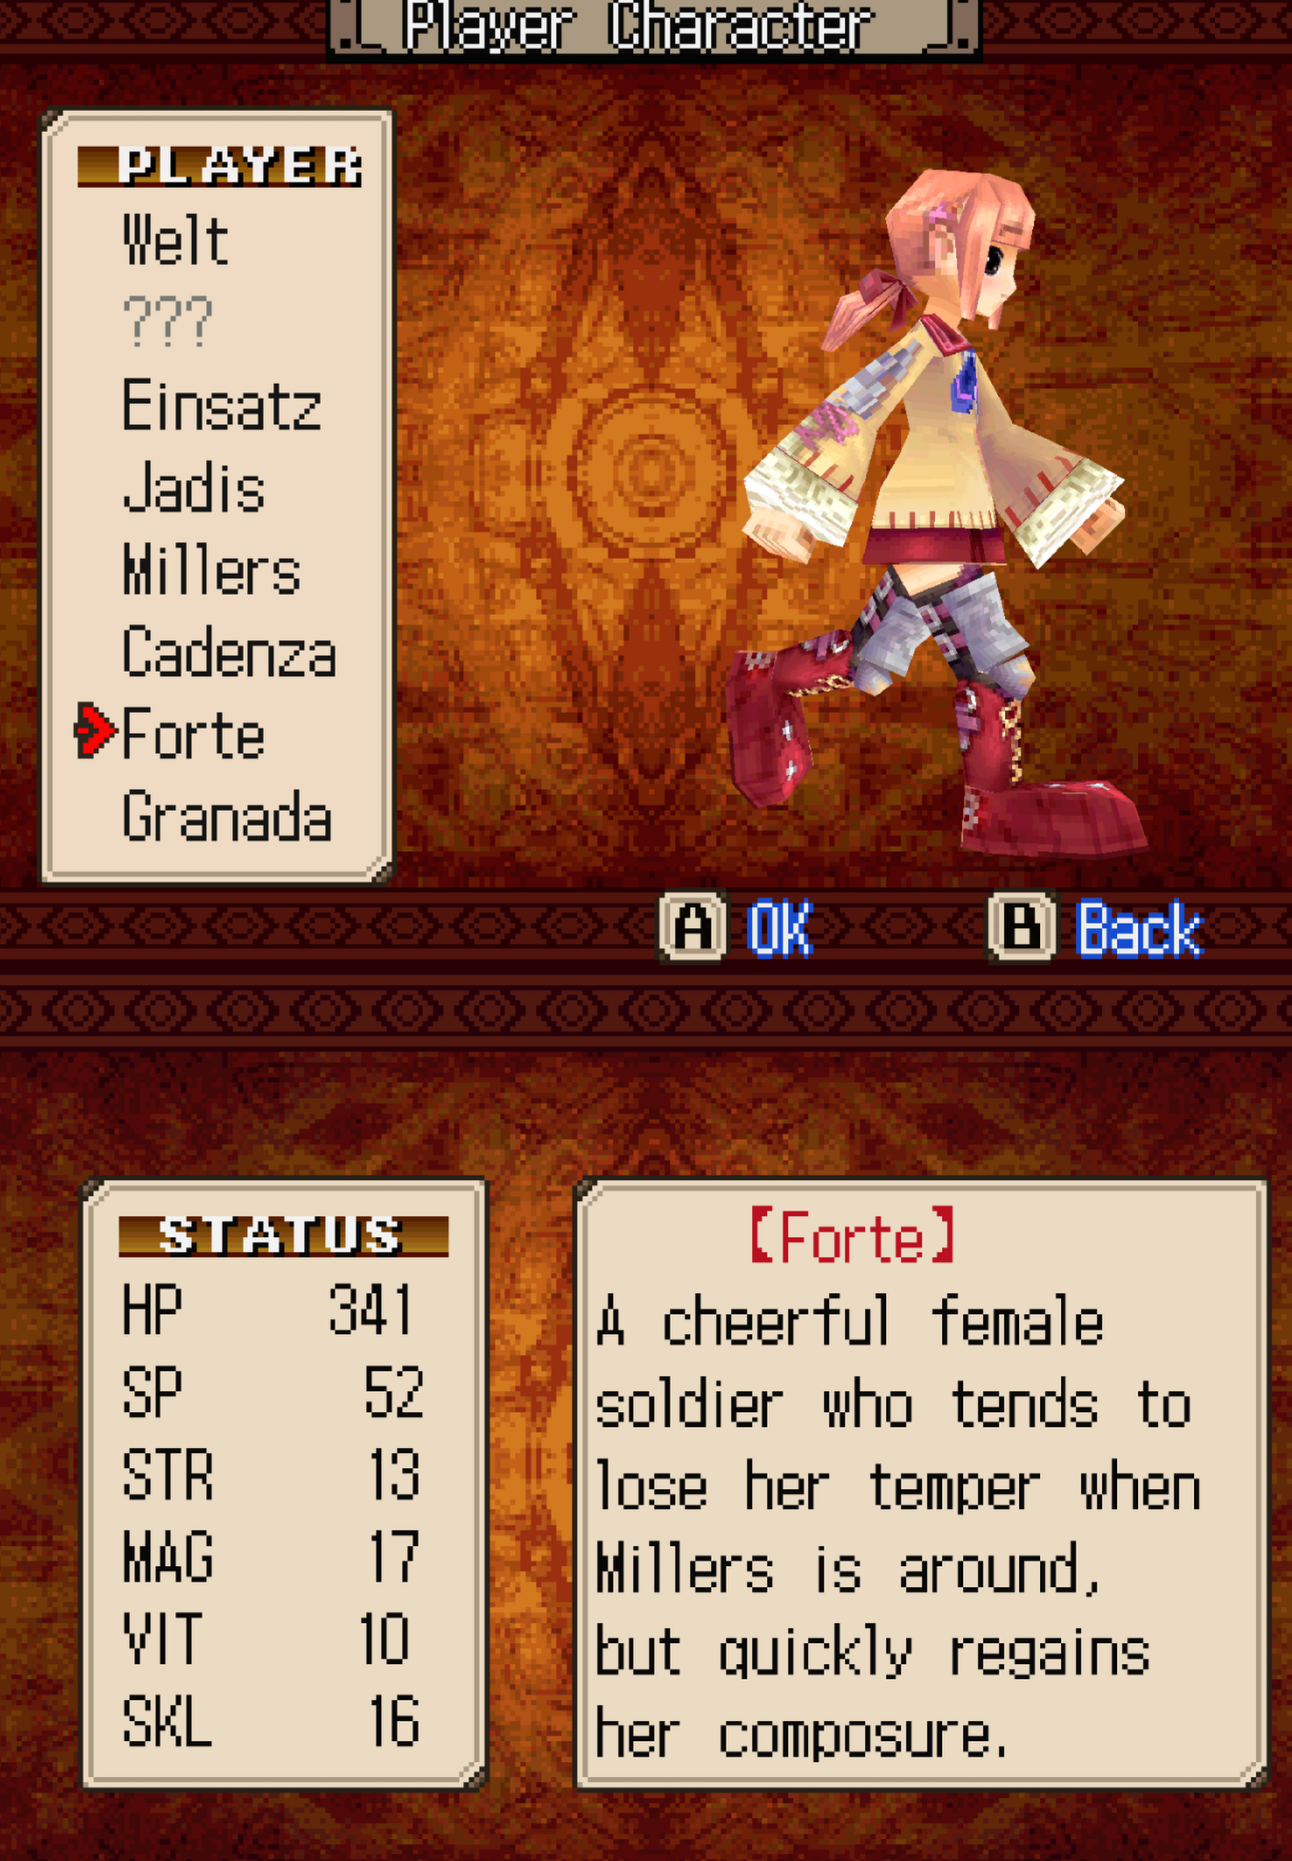 Player Character
PLAYER
Welt
???
Einsatz
Jadis
Millers
Cadenza
Forte
Granada
A OK B Back
STATUS
HP 341
SP 52
STR 13
MAG 17
VIT 10
SKL 16
【Forte】
A cheerful female
soldier who tends to
lose her temper when
Millers is around,
but quickly regains
her composure.